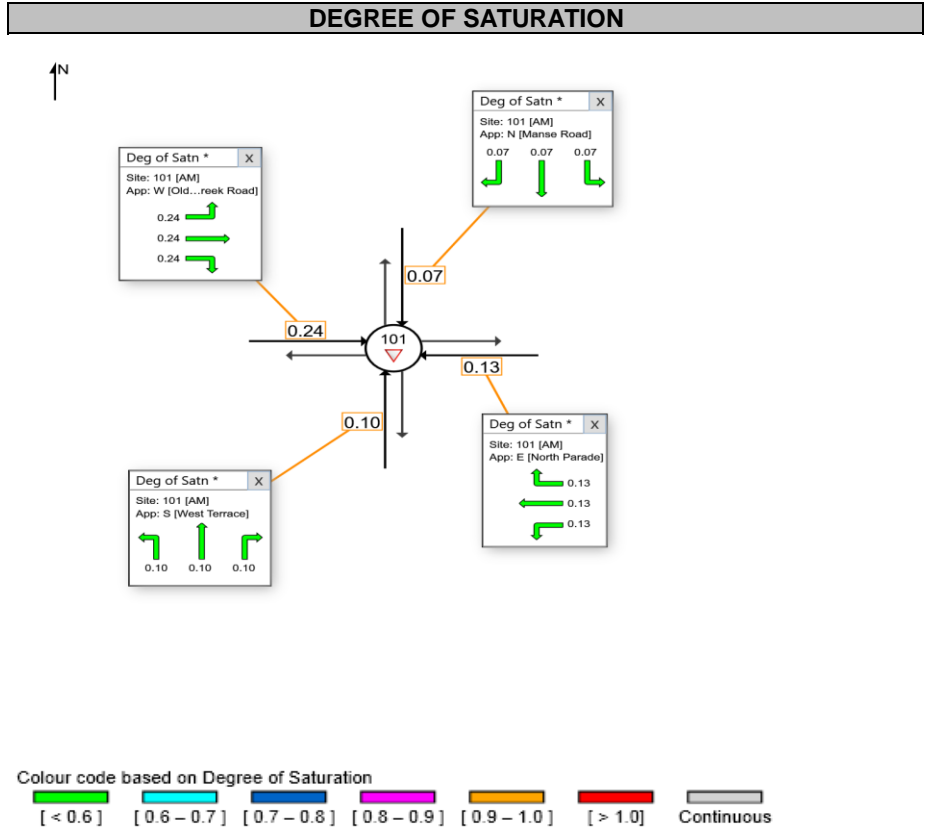 DEGREE OF SATURATION
N
Deg of Satn * X
Site: 101 [AM]
App: N [Manse Road]
0.07 0.07 0.07
Deg of Satn * X
Site: 101 [AM]
App: W [Old...reek Road]
0.24
0.24
0.24
0.07
0.24
101
0.13
0.10
Deg of Satn * X
Site: 101 [AM]
App: E [North Parade]
0.13
0.13
0.13
Deg of Satn * X
Site: 101 [AM]
App: S [West Terrace]
0.10 0.10 0.10
Colour code based on Degree of Saturation
[ < 0.6 ] [ 0.6 – 0.7 ] [ 0.7 – 0.8 ] [ 0.8 – 0.9 ] [ 0.9 – 1.0 ] [ > 1.0] Continuous